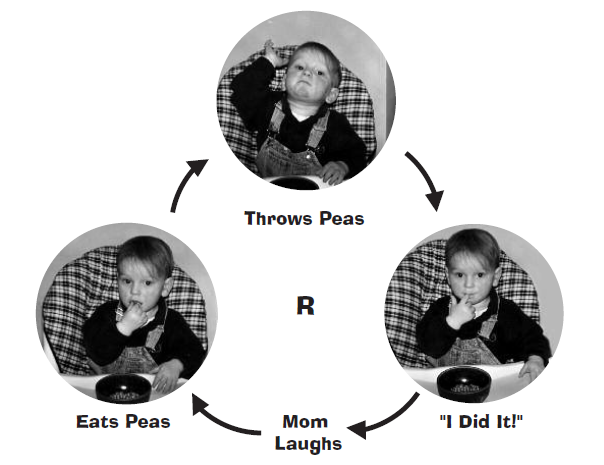 Throws Peas
R
Eats Peas
Mom
Laughs
"I Did It!"